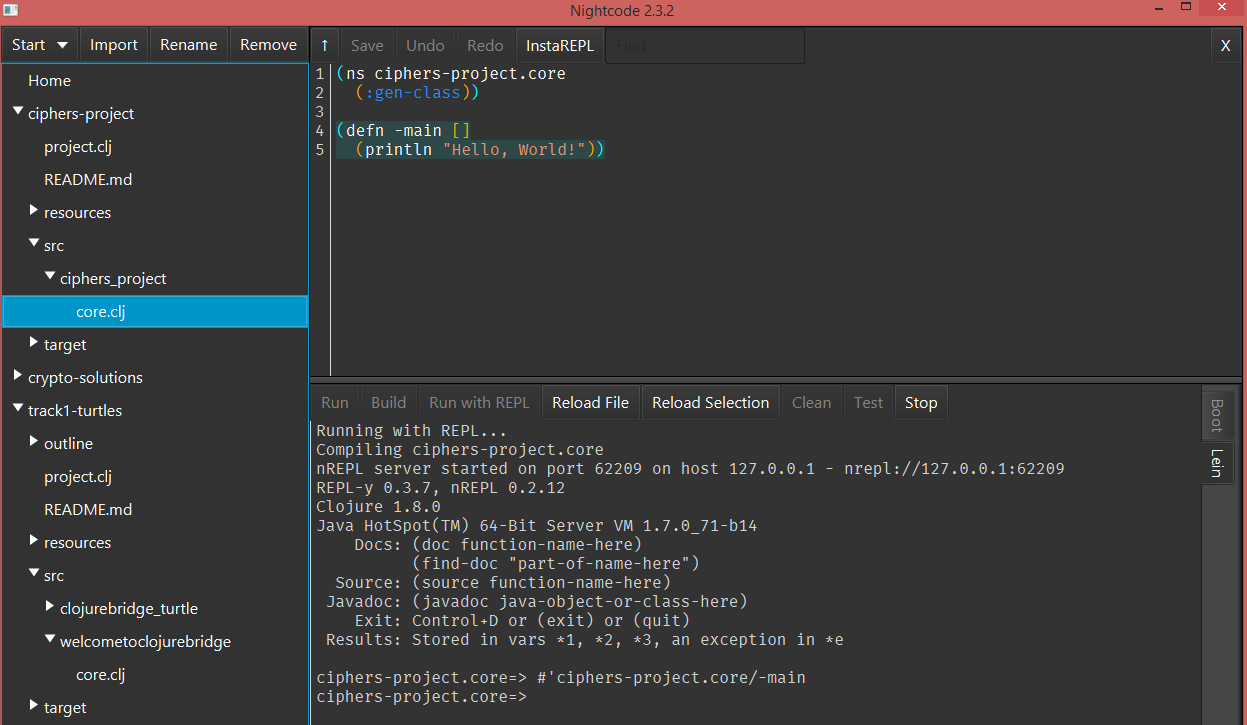 Nightcode 2.3.2
Start Import Rename Remove ↑ Save Undo Redo InstaREPL Find X
Home
ciphers-project
project.clj
README.md
resources
src
ciphers_project
core.clj
target
crypto-solutions
track1-turtles
outline
project.clj
README.md
resources
src
clojurebridge_turtle
welcometoclojurebridge
core.clj
target
1 (ns ciphers-project.core
2   (:gen-class))
3
4 (defn -main []
5   (println "Hello, World!"))
Run Build Run with REPL Reload File Reload Selection Clean Test Stop
Boot
Lein
Running with REPL...
Compiling ciphers-project.core
nREPL server started on port 62209 on host 127.0.0.1 - nrepl://127.0.0.1:62209
REPL-y 0.3.7, nREPL 0.2.12
Clojure 1.8.0
Java HotSpot(TM) 64-Bit Server VM 1.7.0_71-b14
    Docs: (doc function-name-here)
          (find-doc "part-of-name-here")
  Source: (source function-name-here)
 Javadoc: (javadoc java-object-or-class-here)
    Exit: Control+D or (exit) or (quit)
 Results: Stored in vars *1, *2, *3, an exception in *e

ciphers-project.core=> #'ciphers-project.core/-main
ciphers-project.core=>